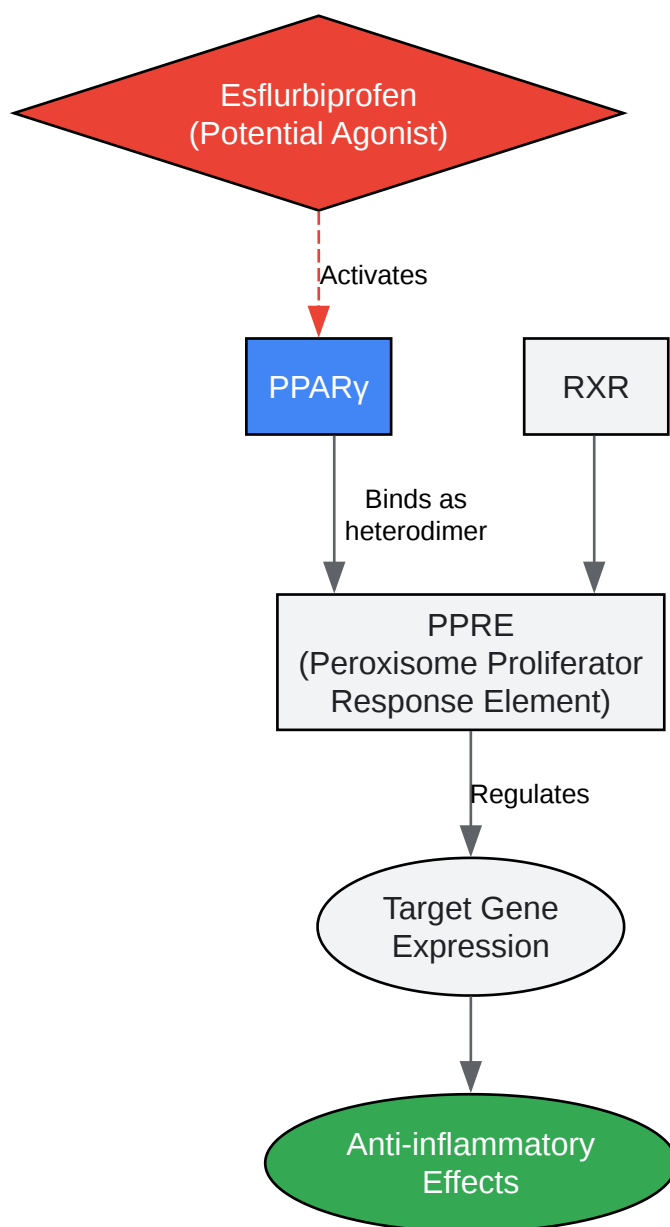 Esflurbiprofen
(Potential Agonist)
Activates
PPARγ
RXR
Binds as
heterodimer
PPRE
(Peroxisome Proliferator
Response Element)
Regulates
Target Gene
Expression
Anti-inflammatory
Effects